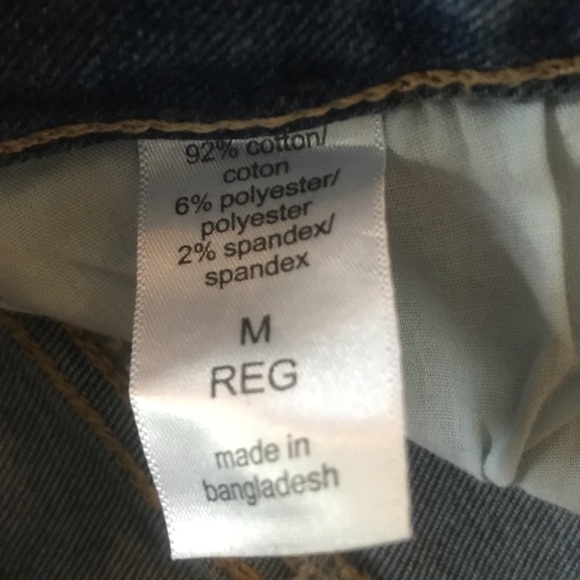 92% cotton/
coton
6% polyester/
polyester
2% spandex/
spandex
M
REG
made in
bangladesh